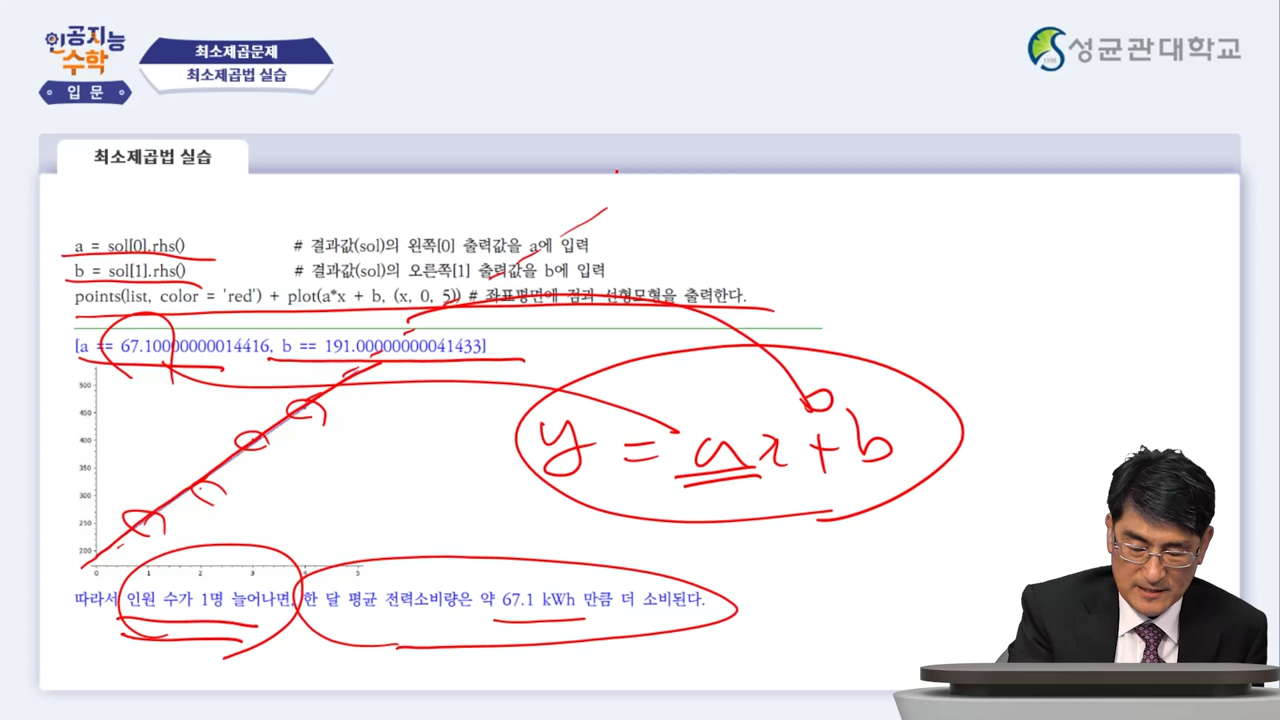 인공지능
수학
입문
최소제곱문제
최소제곱법 실습
성균관대학교
최소제곱법 실습
a = sol[0].rhs() # 결과값(sol)의 왼쪽[0] 출력값을 a에 입력
b = sol[1].rhs() # 결과값(sol)의 오른쪽[1] 출력값을 b에 입력
points(list, color = 'red') + plot(a*x + b, (x, 0, 5)) # 좌표평면에 점과 선형모형을 출력한다.
[a == 67.10000000014416, b == 191.00000000041433]
500
450
400
350
300
250
200
0 1 2 3 4 5
y = ax+b
따라서 인원 수가 1명 늘어나면, 한 달 평균 전력소비량은 약 67.1 kWh 만큼 더 소비된다.